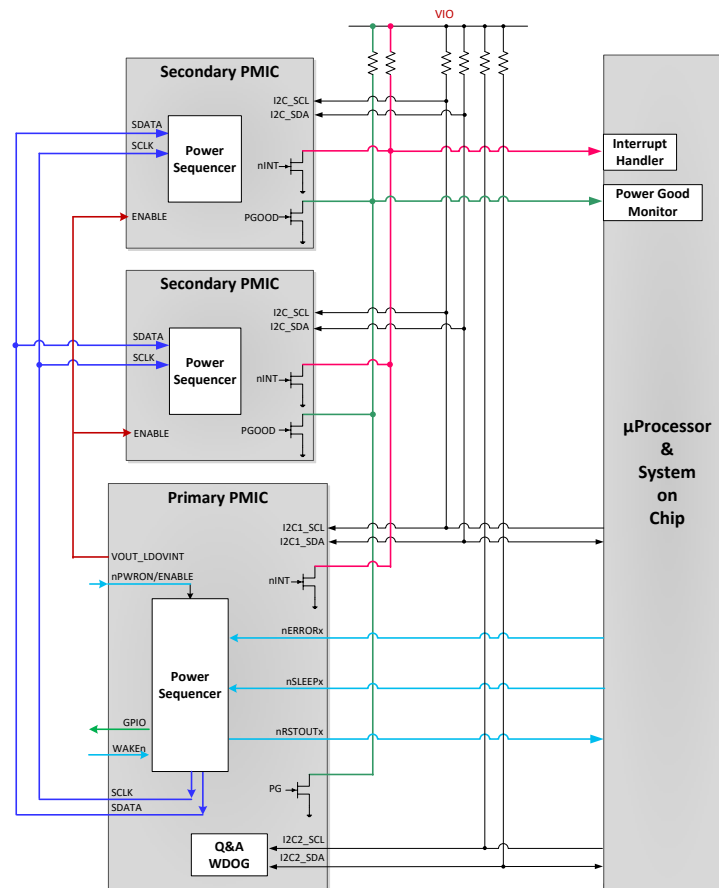 VIO
Secondary PMIC
I2C_SCL
I2C_SDA
SDATA
SCLK
Power
Sequencer
nINT
PGOOD
ENABLE
Interrupt
Handler
Power Good
Monitor
Secondary PMIC
I2C_SCL
I2C_SDA
SDATA
SCLK
Power
Sequencer
nINT
PGOOD
ENABLE
µProcessor
&
System
on
Chip
Primary PMIC
I2C1_SCL
I2C1_SDA
VOUT_LDOVINT
nPWRON/ENABLE
nINT
Power
Sequencer
nERRORx
nSLEEPx
nRSTOUTx
GPIO
WAKEn
SCLK
SDATA
PG
Q&A
WDOG
I2C2_SCL
I2C2_SDA